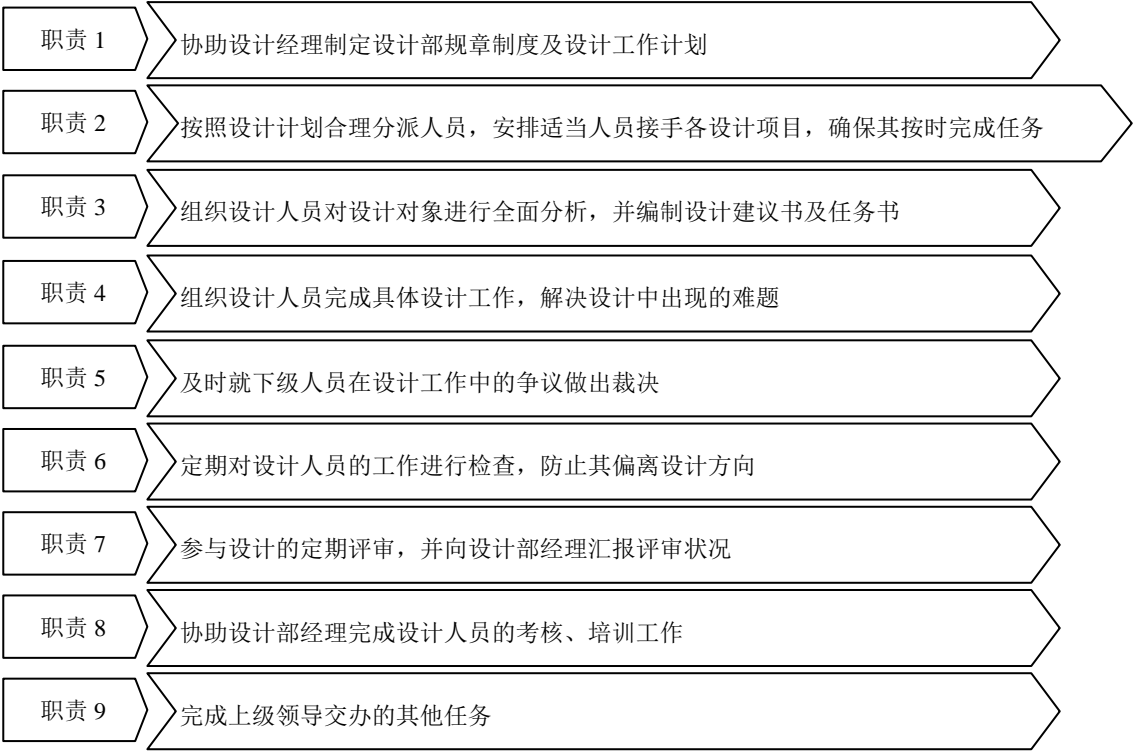 职责 1
协助设计经理制定设计部规章制度及设计工作计划
职责 2
按照设计计划合理分派人员，安排适当人员接手各设计项目，确保其按时完成任务
职责 3
组织设计人员对设计对象进行全面分析，并编制设计建议书及任务书
职责 4
组织设计人员完成具体设计工作，解决设计中出现的难题
职责 5
及时就下级人员在设计工作中的争议做出裁决
职责 6
定期对设计人员的工作进行检查，防止其偏离设计方向
职责 7
参与设计的定期评审，并向设计部经理汇报评审状况
职责 8
协助设计部经理完成设计人员的考核、培训工作
职责 9
完成上级领导交办的其他任务